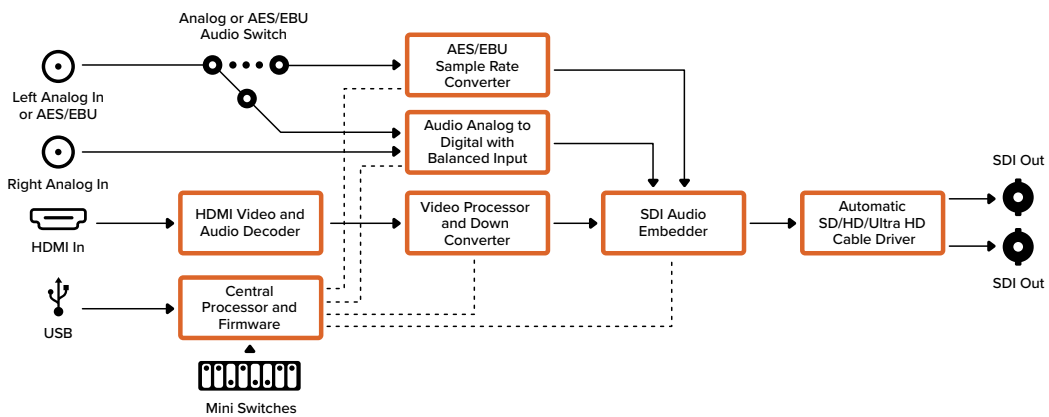 Analog or AES/EBU
Audio Switch
Left Analog In
or AES/EBU
AES/EBU
Sample Rate
Converter
Audio Analog to
Digital with
Balanced Input
Right Analog In
HDMI In
HDMI Video and
Audio Decoder
Video Processor
and Down
Converter
SDI Audio
Embedder
Automatic
SD/HD/Ultra HD
Cable Driver
SDI Out
SDI Out
USB
Central
Processor and
Firmware
Mini Switches